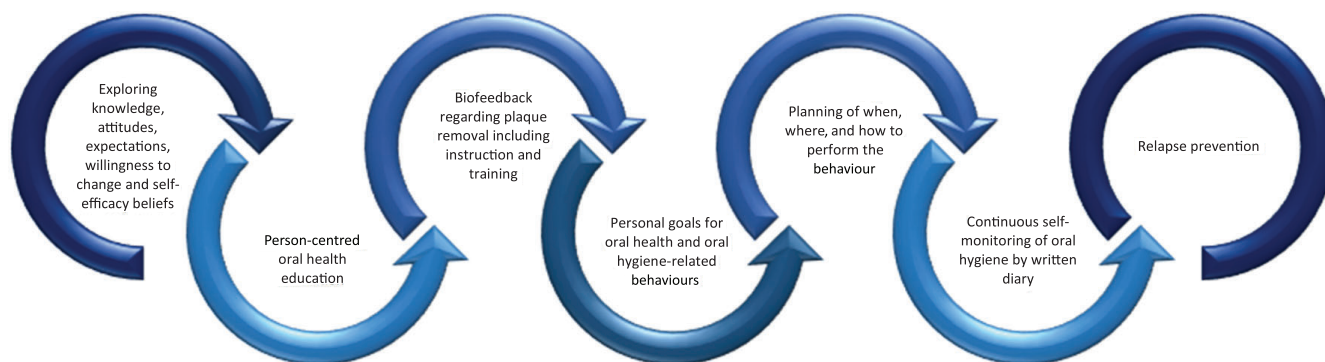 Exploring
knowledge,
attitudes,
expectations,
willingness to
change and self-
efficacy beliefs
Person-centred
oral health
education
Biofeedback
regarding plaque
removal including
instruction and
training
Personal goals for
oral health and oral
hygiene-related
behaviours
Planning of when,
where, and how to
perform the
behaviour
Continuous self-
monitoring of oral
hygiene by written
diary
Relapse prevention